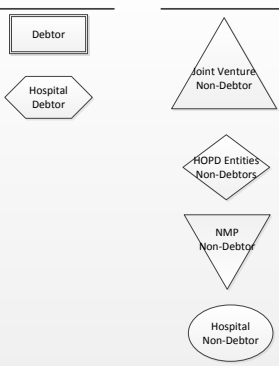 Debtor
Hospital
Debtor
Joint Venture
Non-Debtor
HOPD Entities
Non-Debtors
NMP
Non-Debtor
Hospital
Non-Debtor